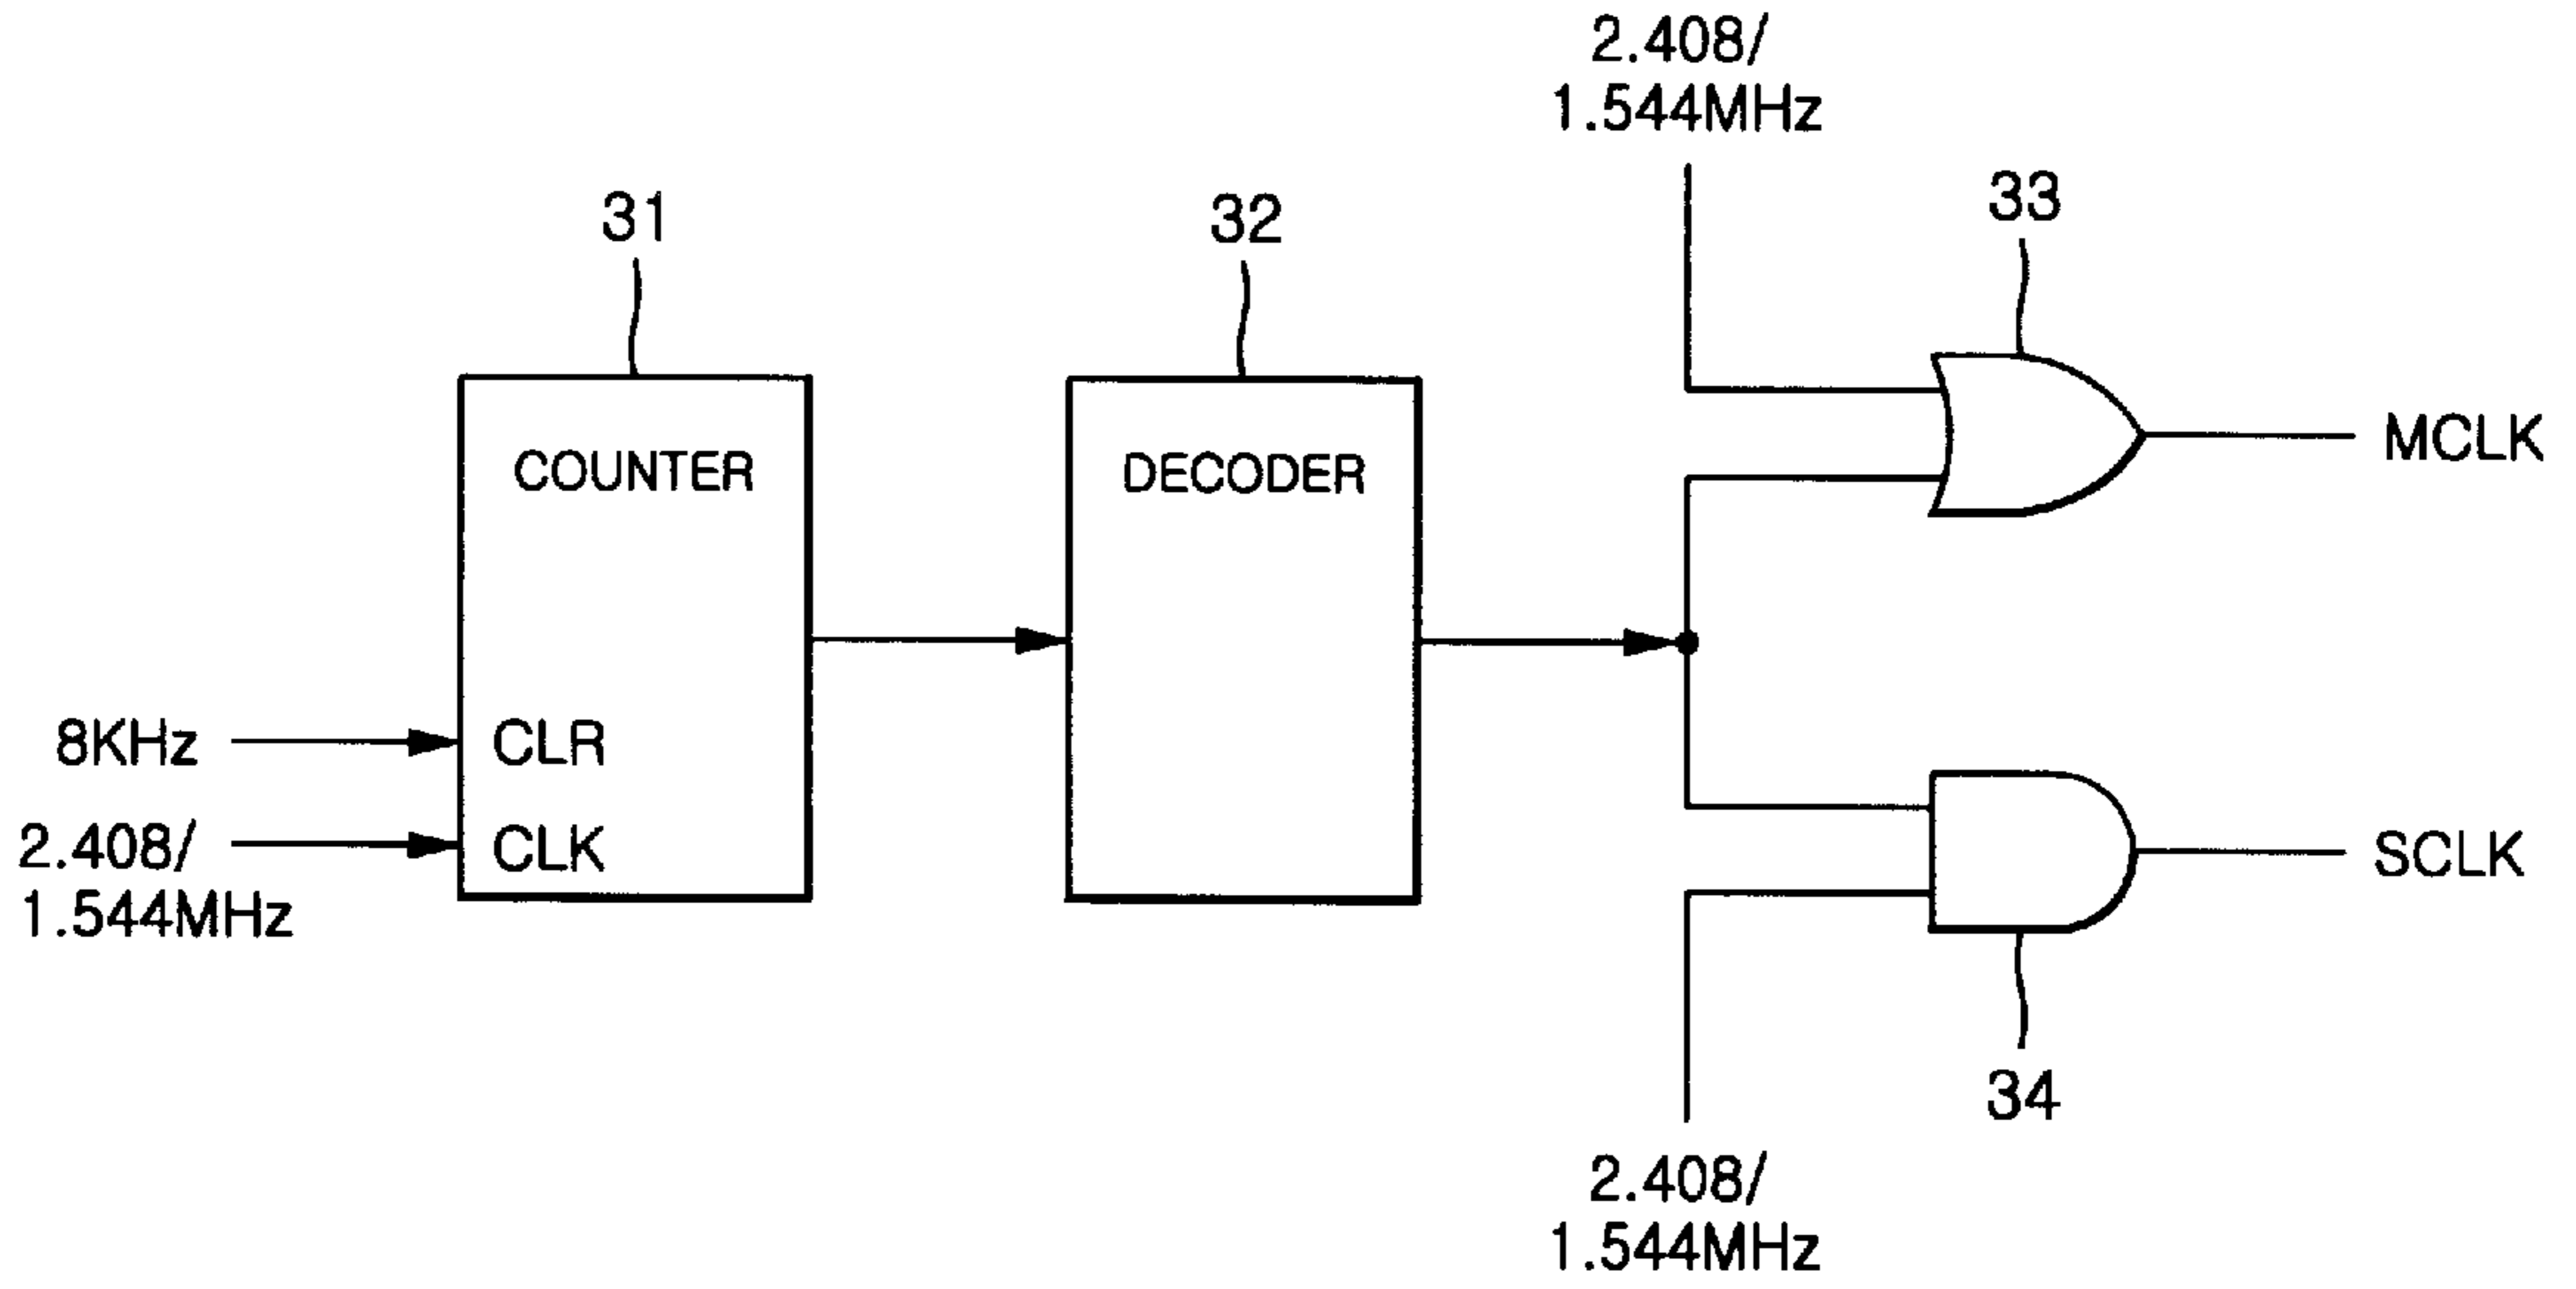 2.408/
1.544MHz
31
32
33
COUNTER
DECODER
MCLK
8KHz
CLR
2.408/
1.544MHz
CLK
SCLK
34
2.408/
1.544MHz